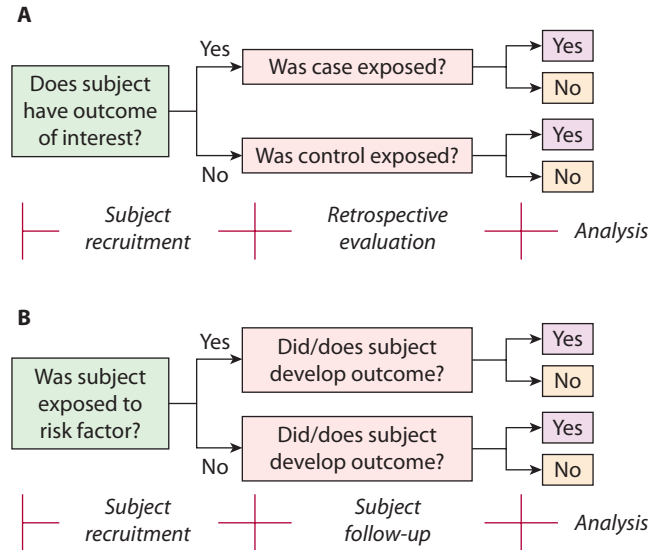 A
Does subject
have outcome
of interest?
Yes
No
Was case exposed?
Was control exposed?
Yes
No
Yes
No
Subject
recruitment
Retrospective
evaluation
Analysis
B
Was subject
exposed to
risk factor?
Yes
No
Did/does subject
develop outcome?
Did/does subject
develop outcome?
Yes
No
Yes
No
Subject
recruitment
Subject
follow-up
Analysis